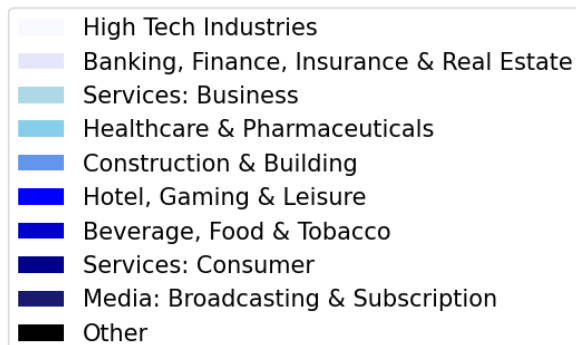 High Tech Industries
Banking, Finance, Insurance & Real Estate
Services: Business
Healthcare & Pharmaceuticals
Construction & Building
Hotel, Gaming & Leisure
Beverage, Food & Tobacco
Services: Consumer
Media: Broadcasting & Subscription
Other